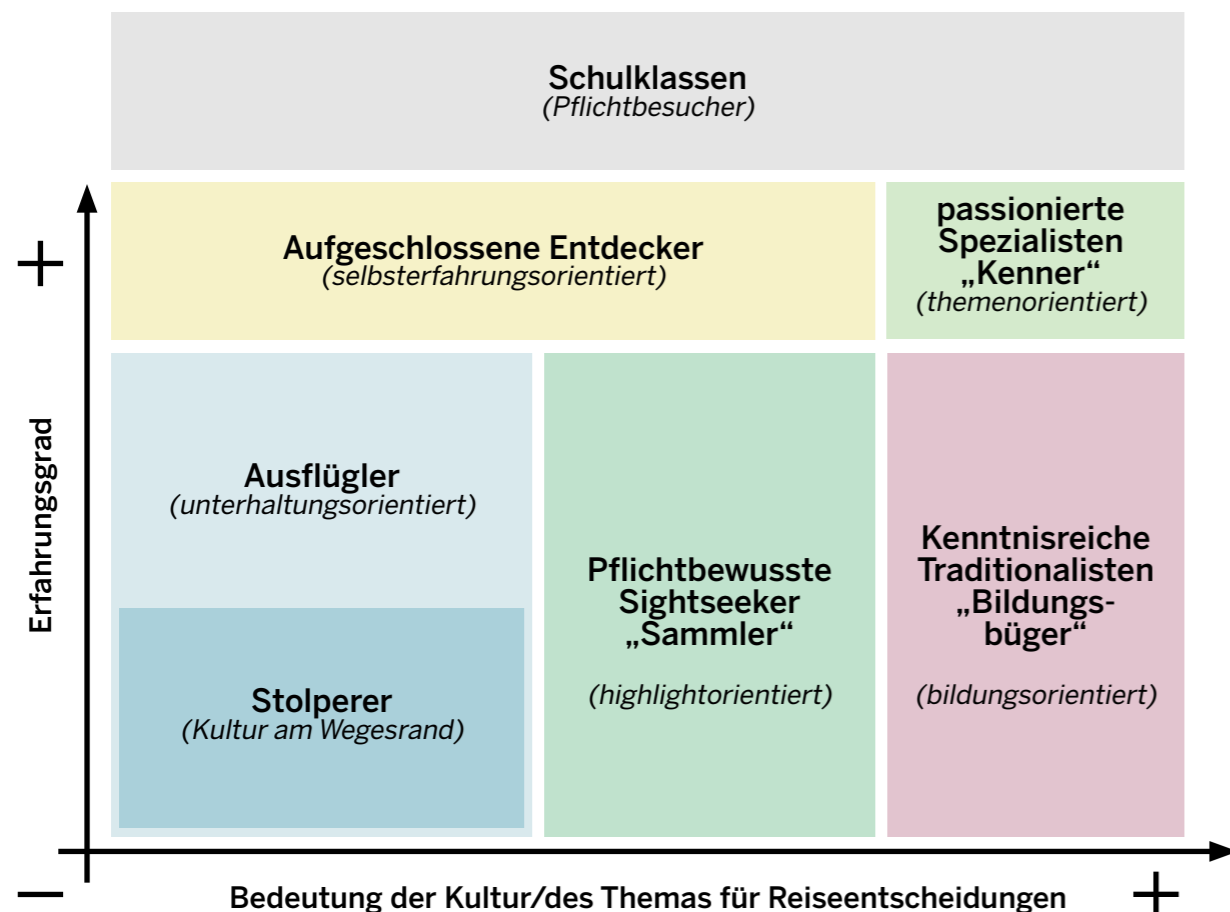 Schulklassen
(Pflichtbesucher)
Aufgeschlossene Entdecker
(selbsterfahrungsorientiert)
passionierte
Spezialisten
„Kenner“
(themenorientiert)
+
Erfahrungsgrad
Ausflügler
(unterhaltungsorientiert)
Stolperer
(Kultur am Wegesrand)
Pflichtbewusste
Sightseeker
„Sammler“
(highlightorientiert)
Kenntnisreiche
Traditionalisten
„Bildungs-
büger“
(bildungsorientiert)
–
Bedeutung der Kultur/des Themas für Reiseentscheidungen
+